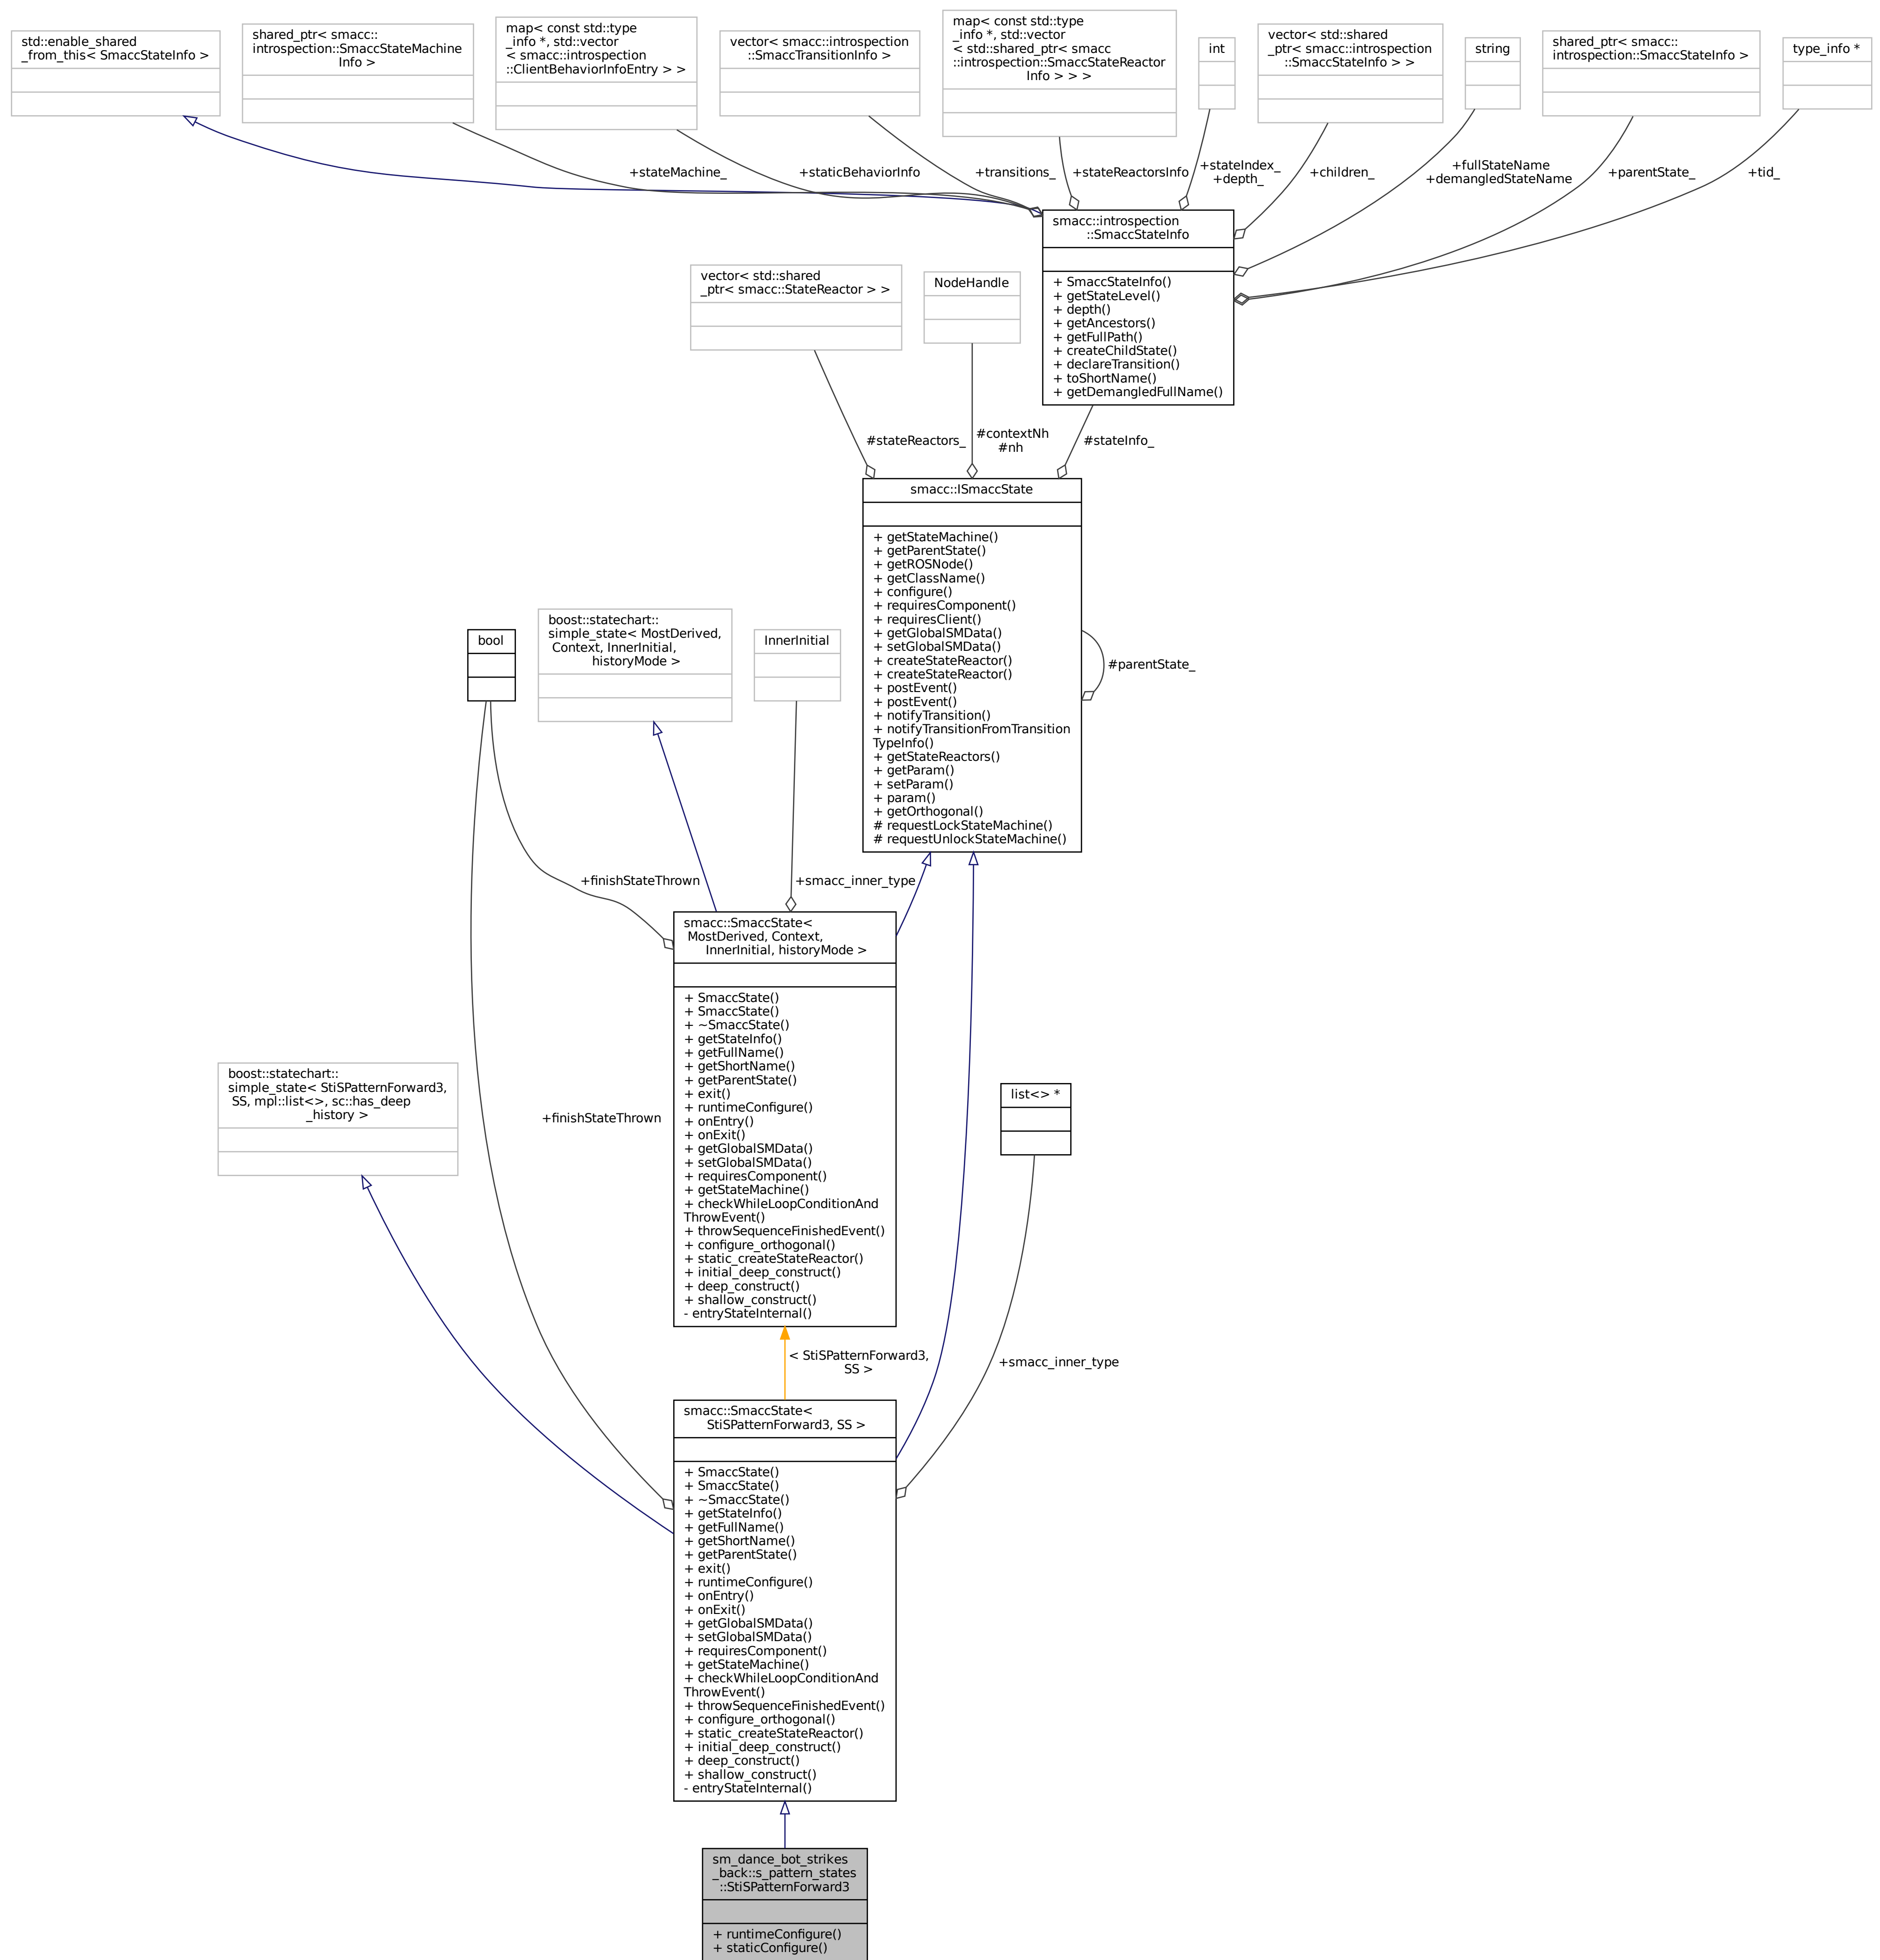 std::enable_shared
_from_this< SmaccStateInfo >
shared_ptr< smacc::
introspection::SmaccStateMachine
Info >
map< const std::type
_info *, std::vector
< smacc::introspection
::ClientBehaviorInfoEntry > >
vector< smacc::introspection
::SmaccTransitionInfo >
map< const std::type
_info *, std::vector
< std::shared_ptr< smacc
::introspection::SmaccStateReactor
Info > > >
int
vector< std::shared
_ptr< smacc::introspection
::SmaccStateInfo > >
string
shared_ptr< smacc::
introspection::SmaccStateInfo >
type_info *
+stateMachine_
+staticBehaviorInfo
+transitions_
+stateReactorsInfo
+stateIndex_
+depth_
+children_
+fullStateName
+demangledStateName
+parentState_
+tid_
smacc::introspection
::SmaccStateInfo
+ SmaccStateInfo()
+ getStateLevel()
+ depth()
+ getAncestors()
+ getFullPath()
+ createChildState()
+ declareTransition()
+ toShortName()
+ getDemangledFullName()
vector< std::shared
_ptr< smacc::StateReactor > >
NodeHandle
#stateReactors_
#contextNh
#nh
#stateInfo_
smacc::ISmaccState
+ getStateMachine()
+ getParentState()
+ getROSNode()
+ getClassName()
+ configure()
+ requiresComponent()
+ requiresClient()
+ getGlobalSMData()
+ setGlobalSMData()
+ createStateReactor()
+ createStateReactor()
+ postEvent()
+ postEvent()
+ notifyTransition()
+ notifyTransitionFromTransition
TypeInfo()
+ getStateReactors()
+ getParam()
+ setParam()
+ param()
+ getOrthogonal()
# requestLockStateMachine()
# requestUnlockStateMachine()
#parentState_
bool
boost::statechart::
simple_state< MostDerived,
Context, InnerInitial,
historyMode >
InnerInitial
+finishStateThrown
+smacc_inner_type
smacc::SmaccState<
MostDerived, Context,
InnerInitial, historyMode >
+ SmaccState()
+ SmaccState()
+ ~SmaccState()
+ getStateInfo()
+ getFullName()
+ getShortName()
+ getParentState()
+ exit()
+ runtimeConfigure()
+ onEntry()
+ onExit()
+ getGlobalSMData()
+ setGlobalSMData()
+ requiresComponent()
+ getStateMachine()
+ checkWhileLoopConditionAnd
ThrowEvent()
+ throwSequenceFinishedEvent()
+ configure_orthogonal()
+ static_createStateReactor()
+ initial_deep_construct()
+ deep_construct()
+ shallow_construct()
- entryStateInternal()
boost::statechart::
simple_state< StiSPatternForward3,
SS, mpl::list<>, sc::has_deep
_history >
+finishStateThrown
list<> *
< StiSPatternForward3,
SS >
+smacc_inner_type
smacc::SmaccState<
StiSPatternForward3, SS >
+ SmaccState()
+ SmaccState()
+ ~SmaccState()
+ getStateInfo()
+ getFullName()
+ getShortName()
+ getParentState()
+ exit()
+ runtimeConfigure()
+ onEntry()
+ onExit()
+ getGlobalSMData()
+ setGlobalSMData()
+ requiresComponent()
+ getStateMachine()
+ checkWhileLoopConditionAnd
ThrowEvent()
+ throwSequenceFinishedEvent()
+ configure_orthogonal()
+ static_createStateReactor()
+ initial_deep_construct()
+ deep_construct()
+ shallow_construct()
- entryStateInternal()
sm_dance_bot_strikes
_back::s_pattern_states
::StiSPatternForward3
+ runtimeConfigure()
+ staticConfigure()